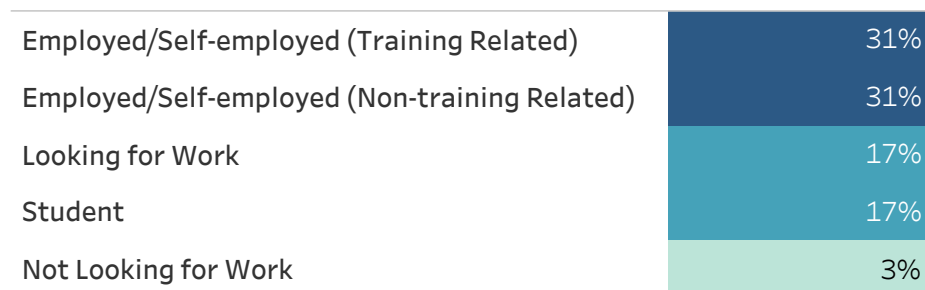 Employed/Self-employed (Training Related) 31%
Employed/Self-employed (Non-training Related) 31%
Looking for Work 17%
Student 17%
Not Looking for Work 3%